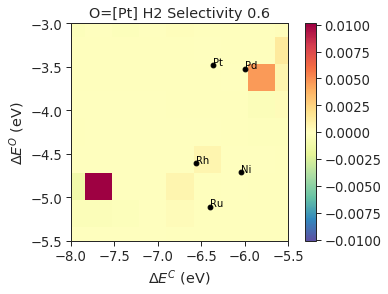 O=[Pt] H2 Selectivity 0.6
−3.0
−3.5
−4.0
−4.5
−5.0
−5.5
ΔE^O (eV)
Pt
Pd
Rh
Ni
Ru
−8.0 −7.5 −7.0 −6.5 −6.0 −5.5
ΔE^C (eV)
0.0100
0.0075
0.0050
0.0025
0.0000
−0.0025
−0.0050
−0.0075
−0.0100